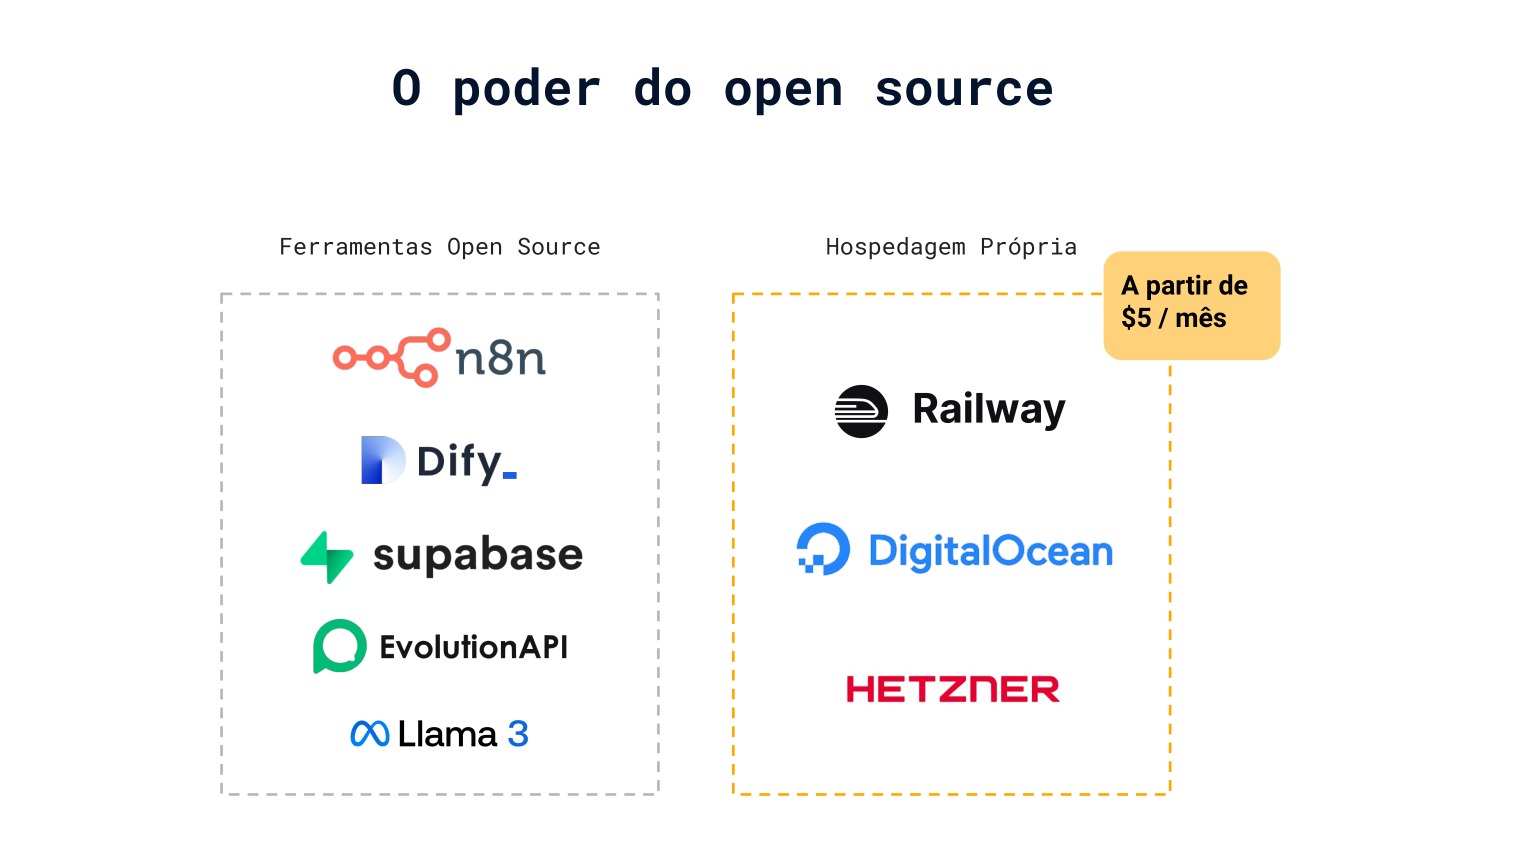 O poder do open source
Ferramentas Open Source
n8n
Dify_
supabase
EvolutionAPI
Llama 3
Hospedagem Própria
A partir de
$5 / mês
Railway
DigitalOcean
HETZNER